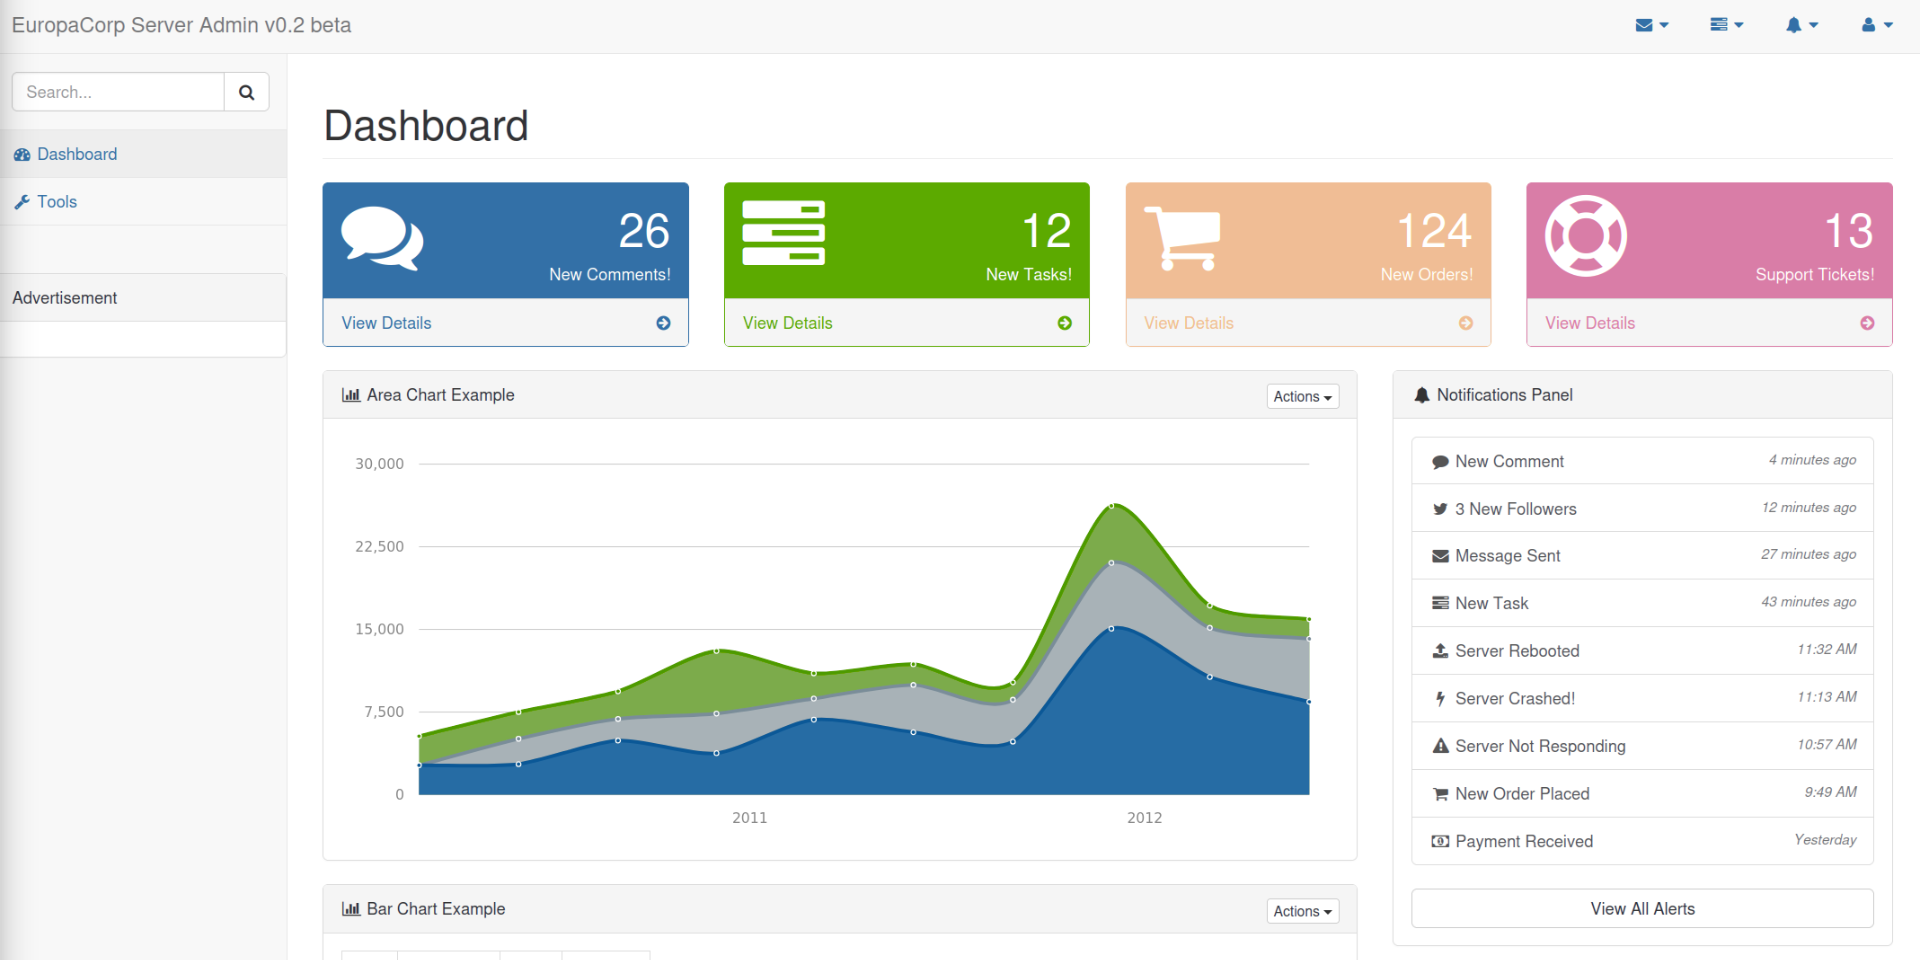 EuropaCorp Server Admin v0.2 beta
Search...
Dashboard
Tools
Advertisement
Dashboard
26
New Comments!
View Details
12
New Tasks!
View Details
124
New Orders!
View Details
13
Support Tickets!
View Details
Area Chart Example
Actions
30,000
22,500
15,000
7,500
0
2011
2012
Bar Chart Example
Actions
Notifications Panel
New Comment 4 minutes ago
3 New Followers 12 minutes ago
Message Sent 27 minutes ago
New Task 43 minutes ago
Server Rebooted 11:32 AM
Server Crashed! 11:13 AM
Server Not Responding 10:57 AM
New Order Placed 9:49 AM
Payment Received Yesterday
View All Alerts